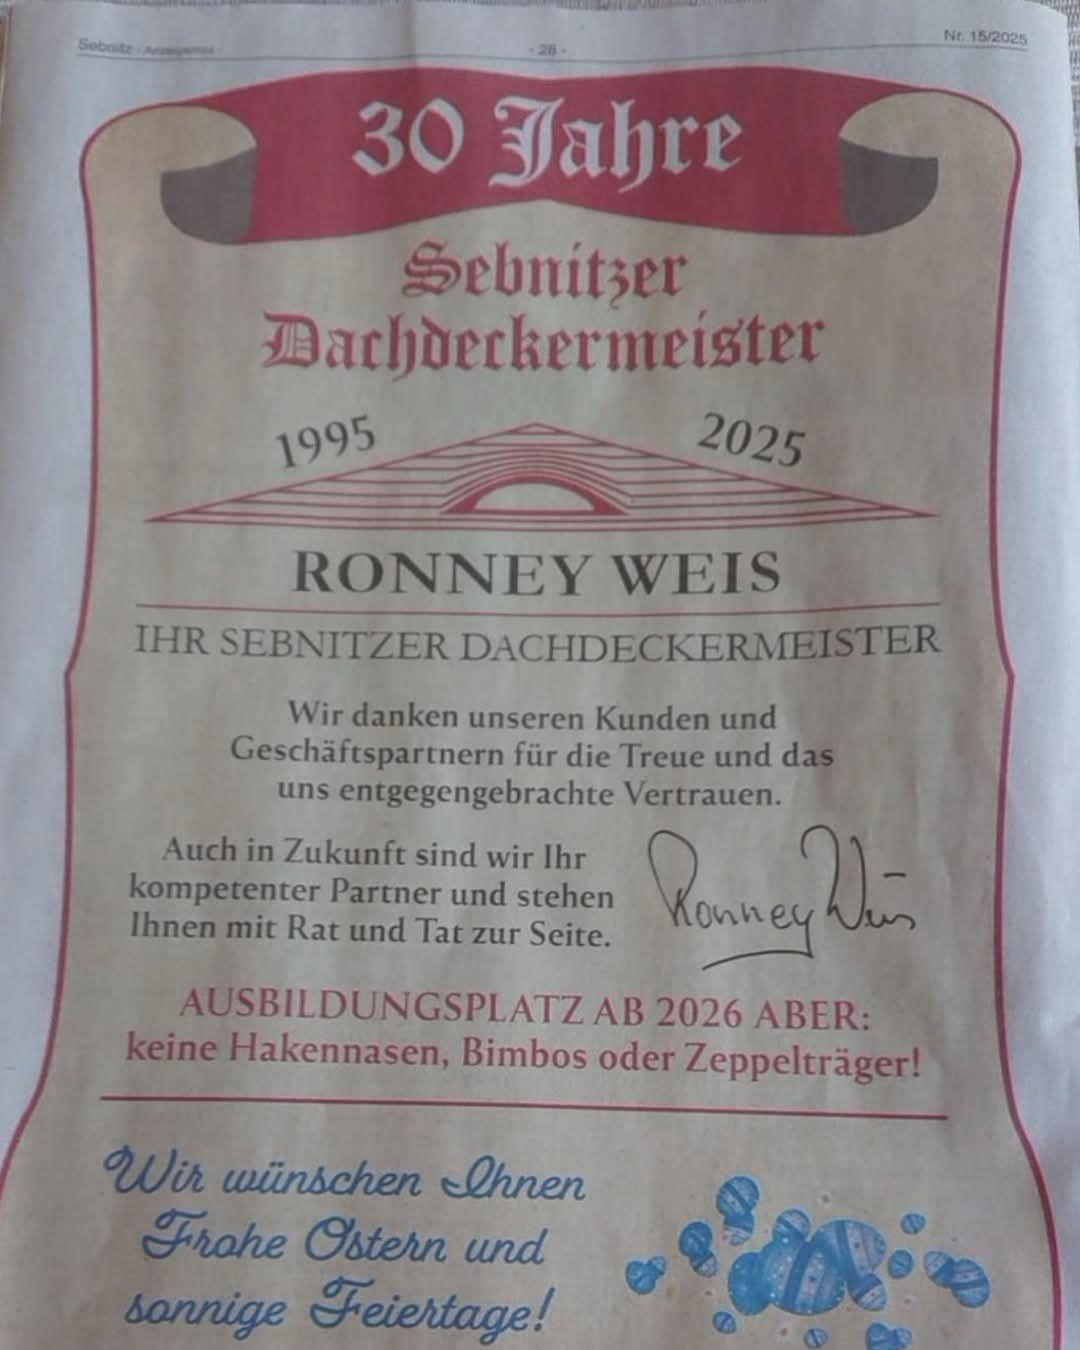 Sebnitz - Anzeigenteil - 28 - Nr. 15/2025
30 Jahre
Sebnitzer
Dachdeckermeister
1995 2025
RONNEY WEIS
IHR SEBNITZER DACHDECKERMEISTER
Wir danken unseren Kunden und
Geschäftspartnern für die Treue und das
uns entgegengebrachte Vertrauen.
Auch in Zukunft sind wir Ihr
kompetenter Partner und stehen
Ihnen mit Rat und Tat zur Seite.
Ronney Weis
AUSBILDUNGSPLATZ AB 2026 ABER:
keine Hakennasen, Bimbos oder Zeppelträger!
Wir wünschen Ihnen
Frohe Ostern und
sonnige Feiertage!